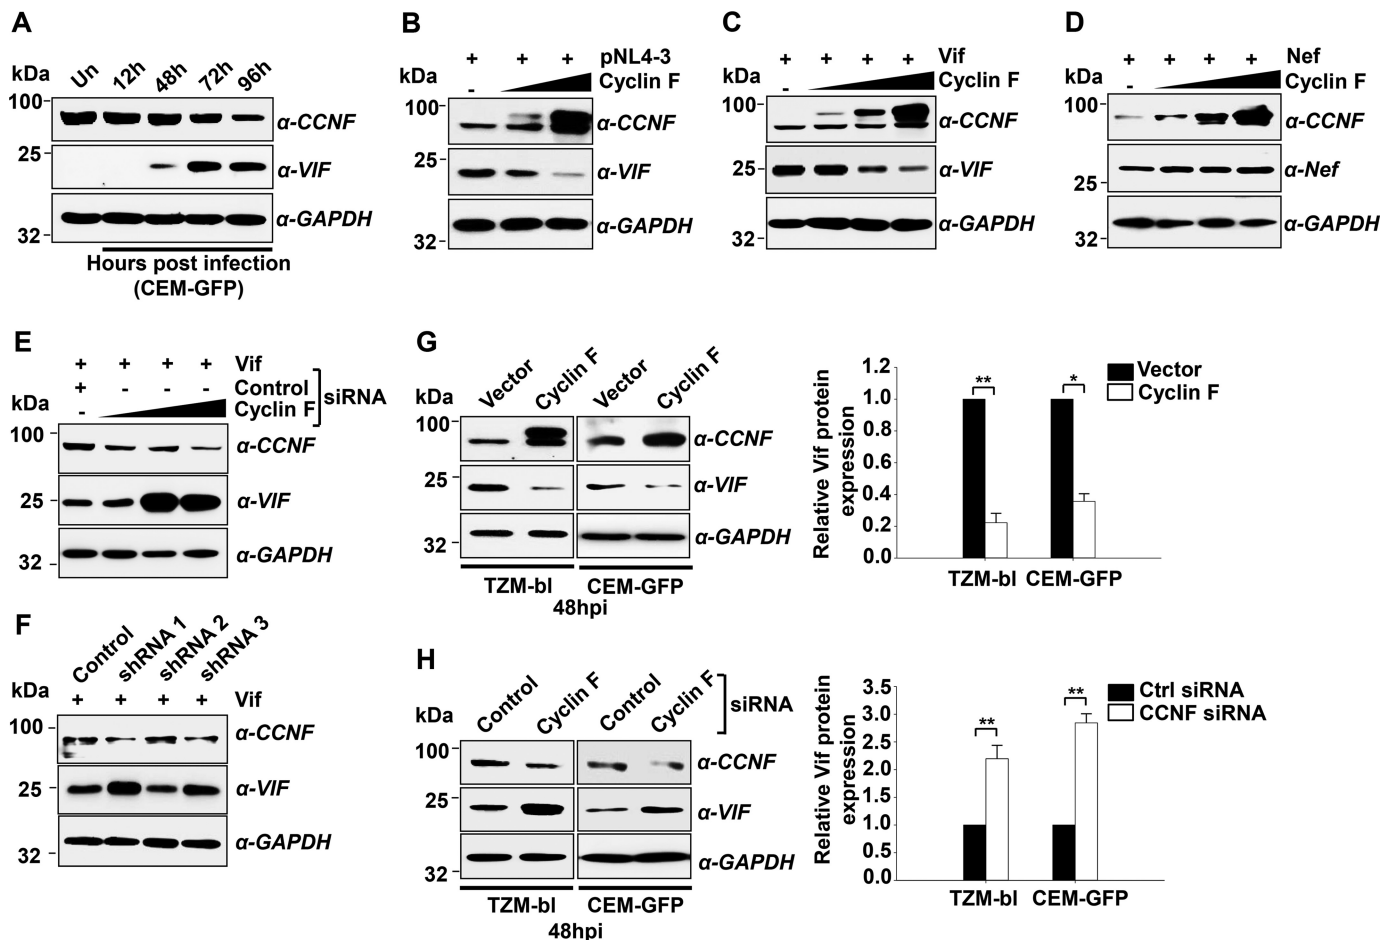 A
kDa
Un 12h 48h 72h 96h
100
α-CCNF
25
α-VIF
α-GAPDH
32
Hours post infection
(CEM-GFP)
B
+ + + pNL4-3
kDa - Cyclin F
100
α-CCNF
25
α-VIF
α-GAPDH
32
C
+ + + + Vif
kDa - Cyclin F
100
α-CCNF
25
α-VIF
α-GAPDH
32
D
+ + + + Nef
kDa - Cyclin F
100
α-CCNF
α-Nef
25
α-GAPDH
32
E
+ + + + Vif
+ - - - Control
kDa - Cyclin F
siRNA
100
α-CCNF
25
α-VIF
α-GAPDH
32
F
Control shRNA 1 shRNA 2 shRNA 3
kDa + + + + Vif
100
α-CCNF
25
α-VIF
α-GAPDH
32
G
kDa
Vector Cyclin F Vector Cyclin F
100
α-CCNF
25
α-VIF
α-GAPDH
32
TZM-bl CEM-GFP
48hpi
Relative Vif protein
expression
1.2
1.0
0.8
0.6
0.4
0.2
0.0
** *
Vector
Cyclin F
TZM-bl CEM-GFP
H
kDa
Control Cyclin F Control Cyclin F
siRNA
100
α-CCNF
25
α-VIF
α-GAPDH
32
TZM-bl CEM-GFP
48hpi
Relative Vif protein
expression
3.5
3.0
2.5
2.0
1.5
1.0
0.5
0.0
** **
Ctrl siRNA
CCNF siRNA
TZM-bl CEM-GFP